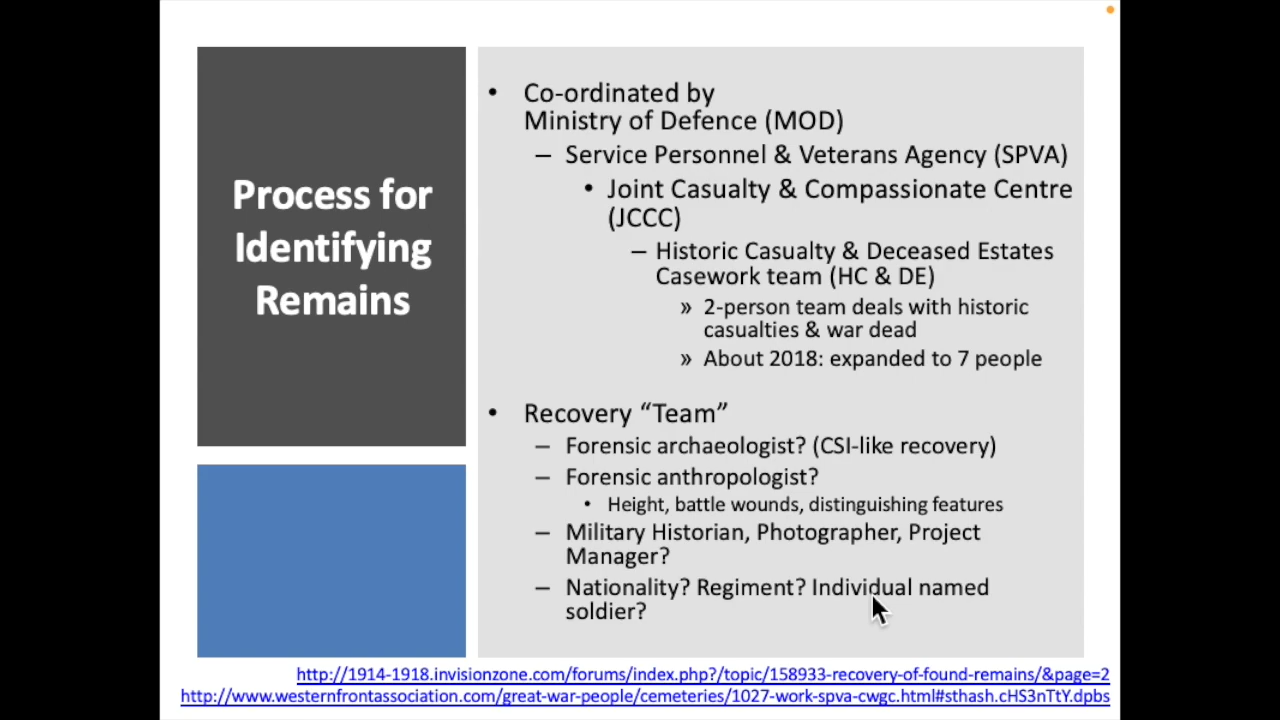 Process for
Identifying
Remains
• Co-ordinated by
Ministry of Defence (MOD)
– Service Personnel & Veterans Agency (SPVA)
• Joint Casualty & Compassionate Centre
(JCCC)
– Historic Casualty & Deceased Estates
Casework team (HC & DE)
» 2-person team deals with historic
casualties & war dead
» About 2018: expanded to 7 people
• Recovery “Team”
– Forensic archaeologist? (CSI-like recovery)
– Forensic anthropologist?
• Height, battle wounds, distinguishing features
– Military Historian, Photographer, Project
Manager?
– Nationality? Regiment? Individual named
soldier?
http://1914-1918.invisionzone.com/forums/index.php?/topic/158933-recovery-of-found-remains/&page=2
http://www.westernfrontassociation.com/great-war-people/cemeteries/1027-work-spva-cwgc.html#sthash.cHS3nTtY.dpbs